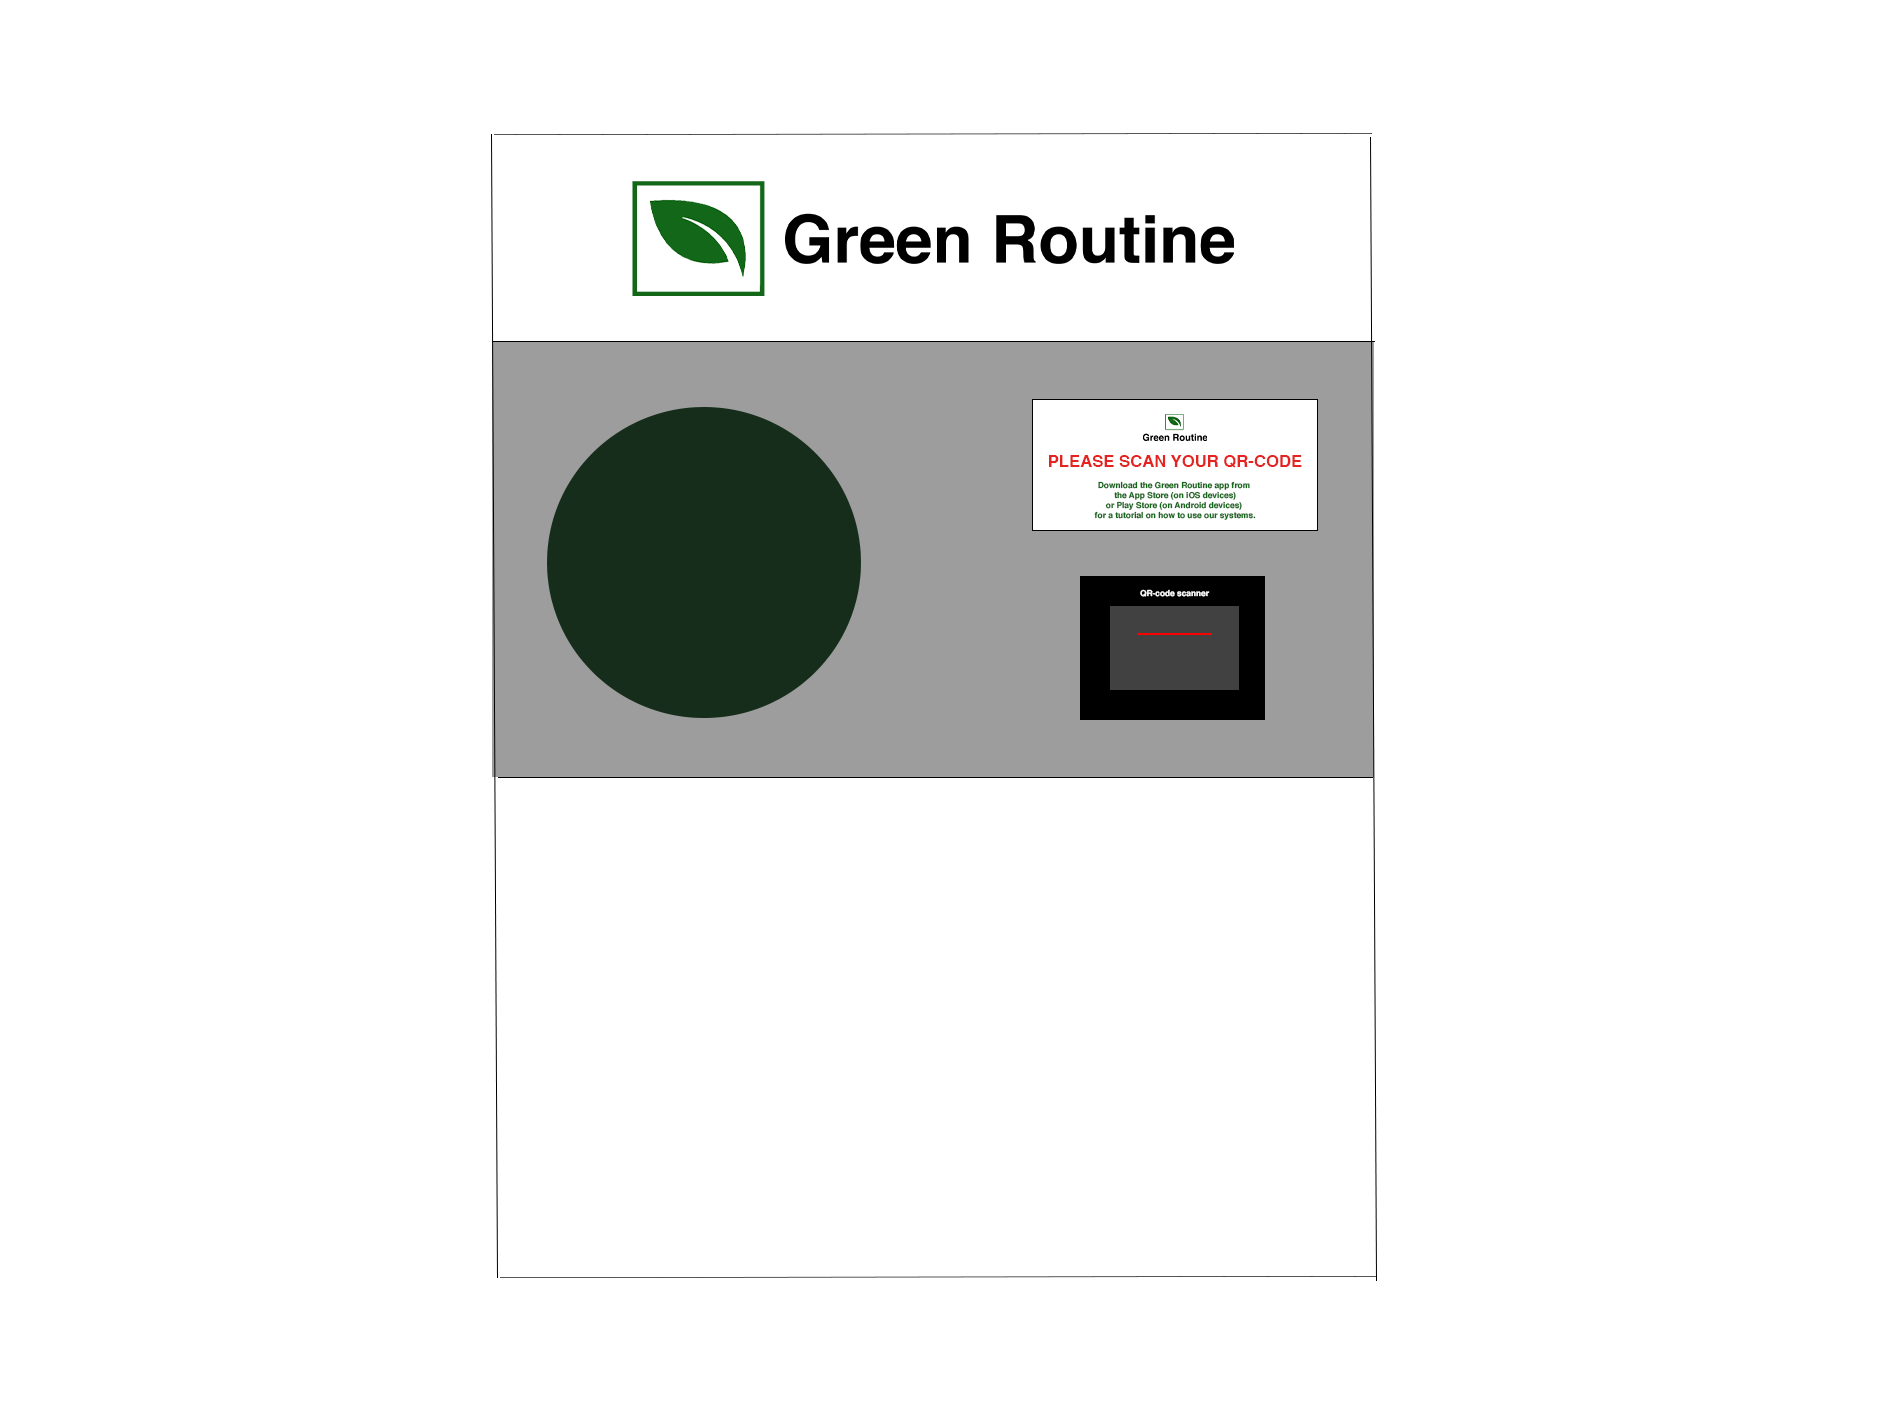 Green Routine
Green Routine
PLEASE SCAN YOUR QR-CODE
Download the Green Routine app from
the App Store (on iOS devices)
or Play Store (on Android devices)
for a tutorial on how to use our systems.
QR-code scanner